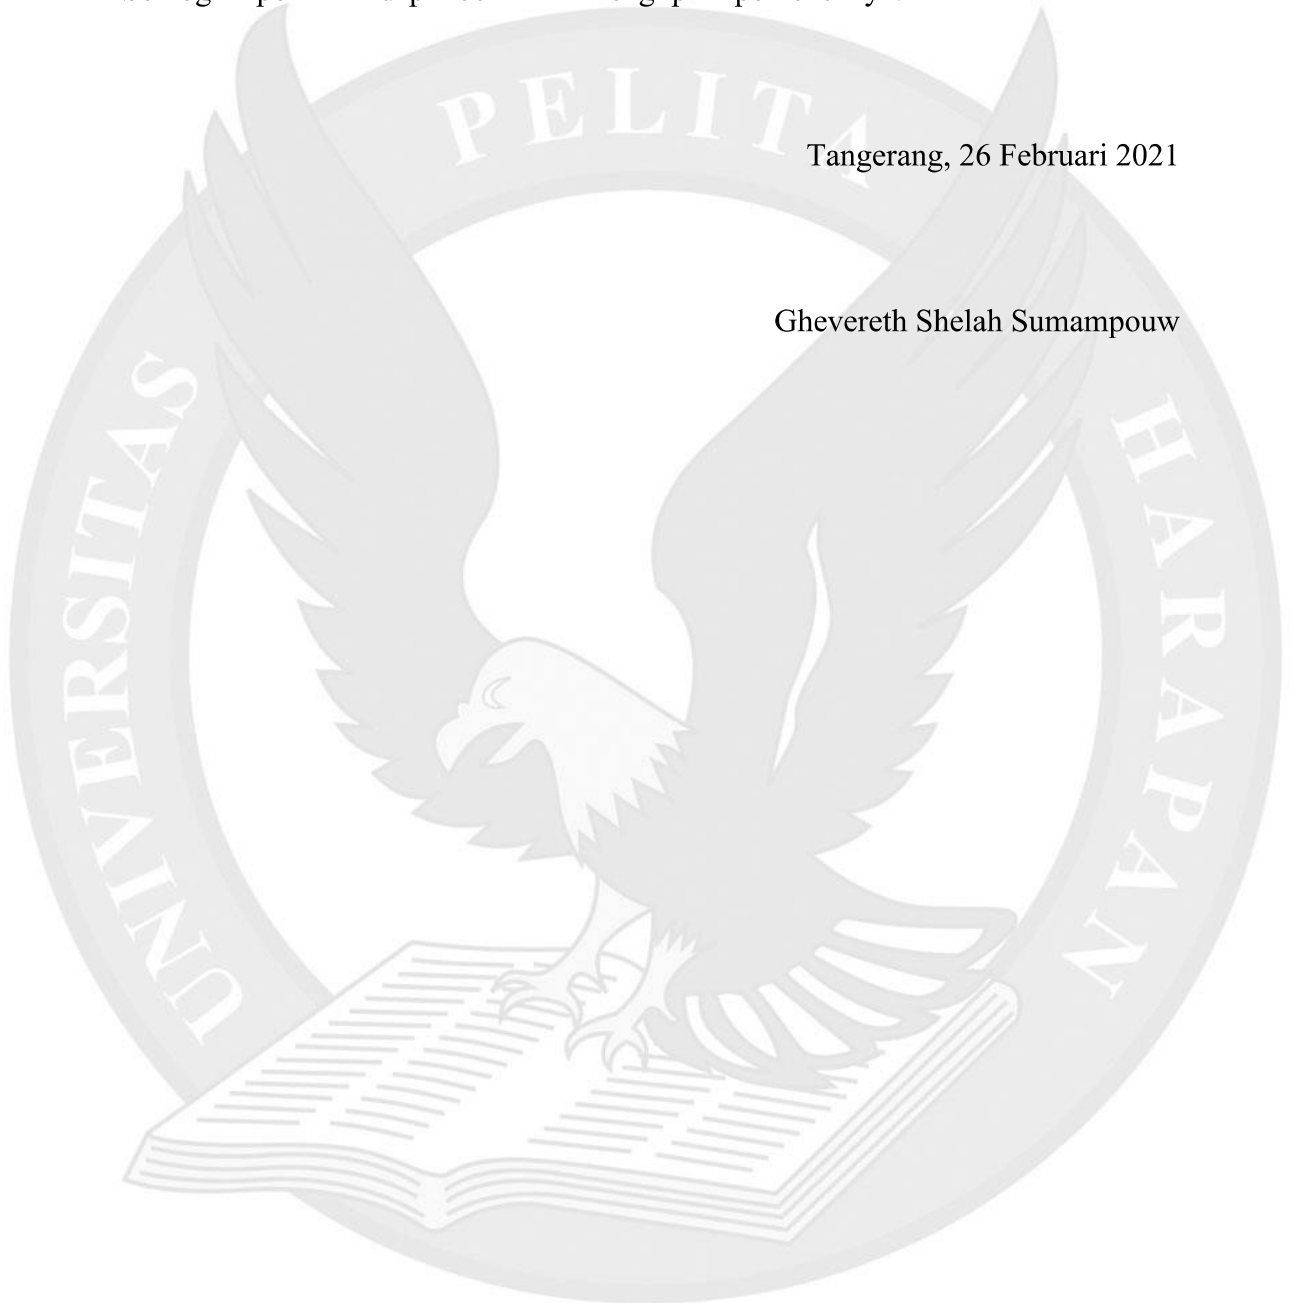 Tangerang, 26 Februari 2021
Ghevereth Shelah Sumampouw
UNIVERSITAS PELITA HARAPAN